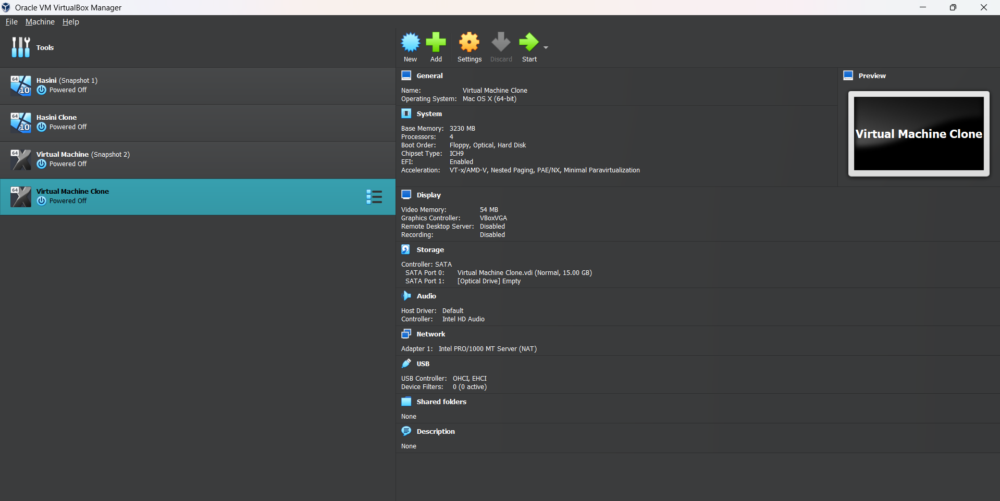 Oracle VM VirtualBox Manager
File Machine Help
Tools
New Add Settings Discard Start
64 10 Hasini (Snapshot 1)
Powered Off
64 10 Hasini Clone
Powered Off
64 Virtual Machine (Snapshot 2)
Powered Off
64 Virtual Machine Clone
Powered Off
General
Name: Virtual Machine Clone
Operating System: Mac OS X (64-bit)
System
Base Memory: 3230 MB
Processors: 4
Boot Order: Floppy, Optical, Hard Disk
Chipset Type: ICH9
EFI: Enabled
Acceleration: VT-x/AMD-V, Nested Paging, PAE/NX, Minimal Paravirtualization
Preview
Virtual Machine Clone
Display
Video Memory: 54 MB
Graphics Controller: VBoxVGA
Remote Desktop Server: Disabled
Recording: Disabled
Storage
Controller: SATA
SATA Port 0: Virtual Machine Clone.vdi (Normal, 15.00 GB)
SATA Port 1: [Optical Drive] Empty
Audio
Host Driver: Default
Controller: Intel HD Audio
Network
Adapter 1: Intel PRO/1000 MT Server (NAT)
USB
USB Controller: OHCI, EHCI
Device Filters: 0 (0 active)
Shared folders
None
Description
None